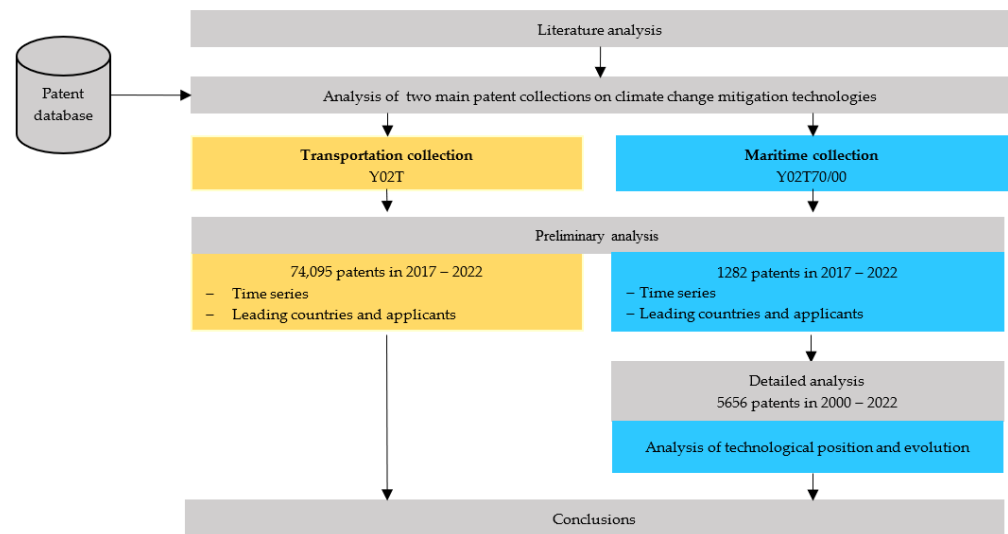 Literature analysis
Patent
database
Analysis of two main patent collections on climate change mitigation technologies
Transportation collection
Y02T
Maritime collection
Y02T70/00
Preliminary analysis
74,095 patents in 2017 – 2022
– Time series
– Leading countries and applicants
1282 patents in 2017 – 2022
– Time series
– Leading countries and applicants
Detailed analysis
5656 patents in 2000 – 2022
Analysis of technological position and evolution
Conclusions